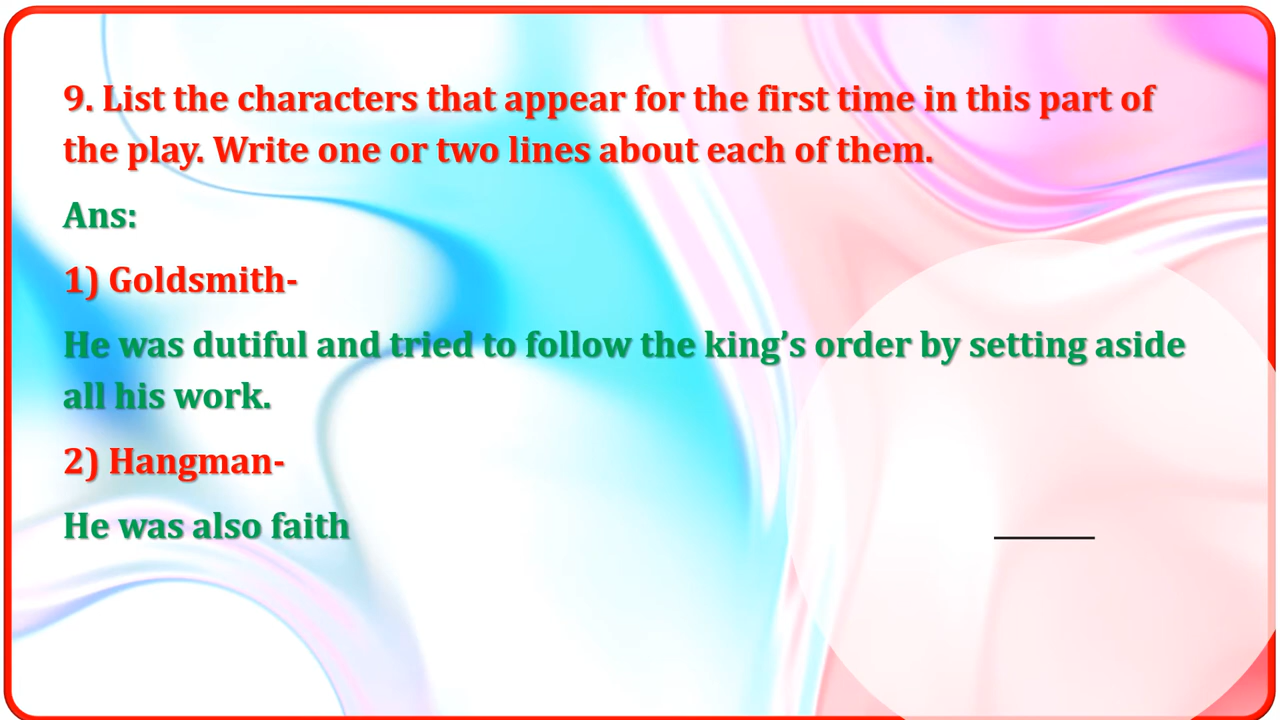 9. List the characters that appear for the first time in this part of
the play. Write one or two lines about each of them.
Ans:
1) Goldsmith-
He was dutiful and tried to follow the king's order by setting aside
all his work.
2) Hangman-
He was also faith